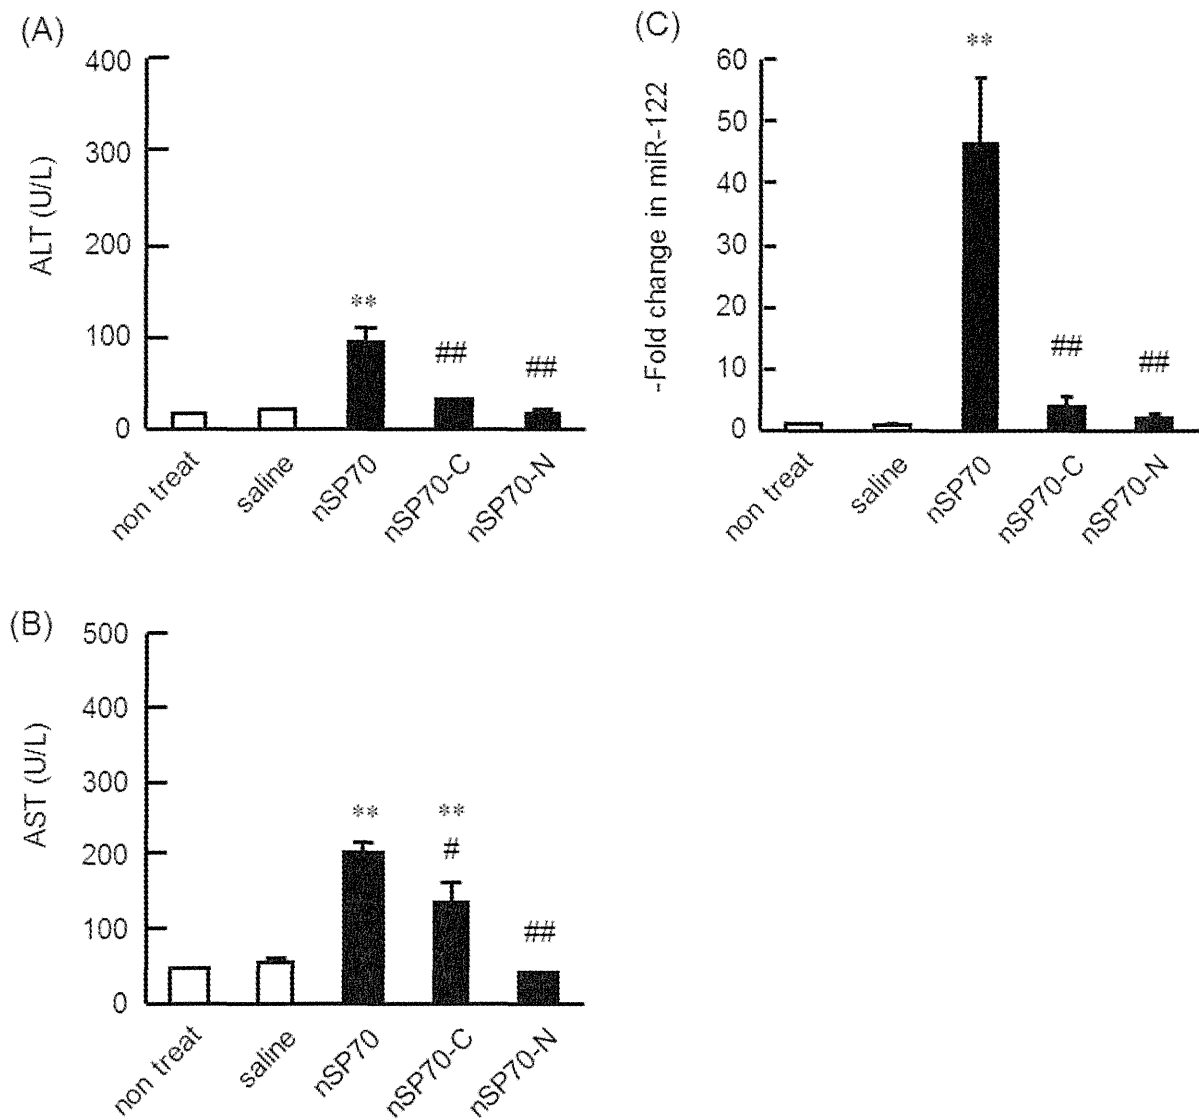 (A)
ALT (U/L)
400
300
200
100
0
**
##
##
non treat
saline
nSP70
nSP70-C
nSP70-N
(C)
-Fold change in miR-122
60
50
40
30
20
10
0
**
##
##
non treat
saline
nSP70
nSP70-C
nSP70-N
(B)
AST (U/L)
500
400
300
200
100
0
**
**
#
##
non treat
saline
nSP70
nSP70-C
nSP70-N